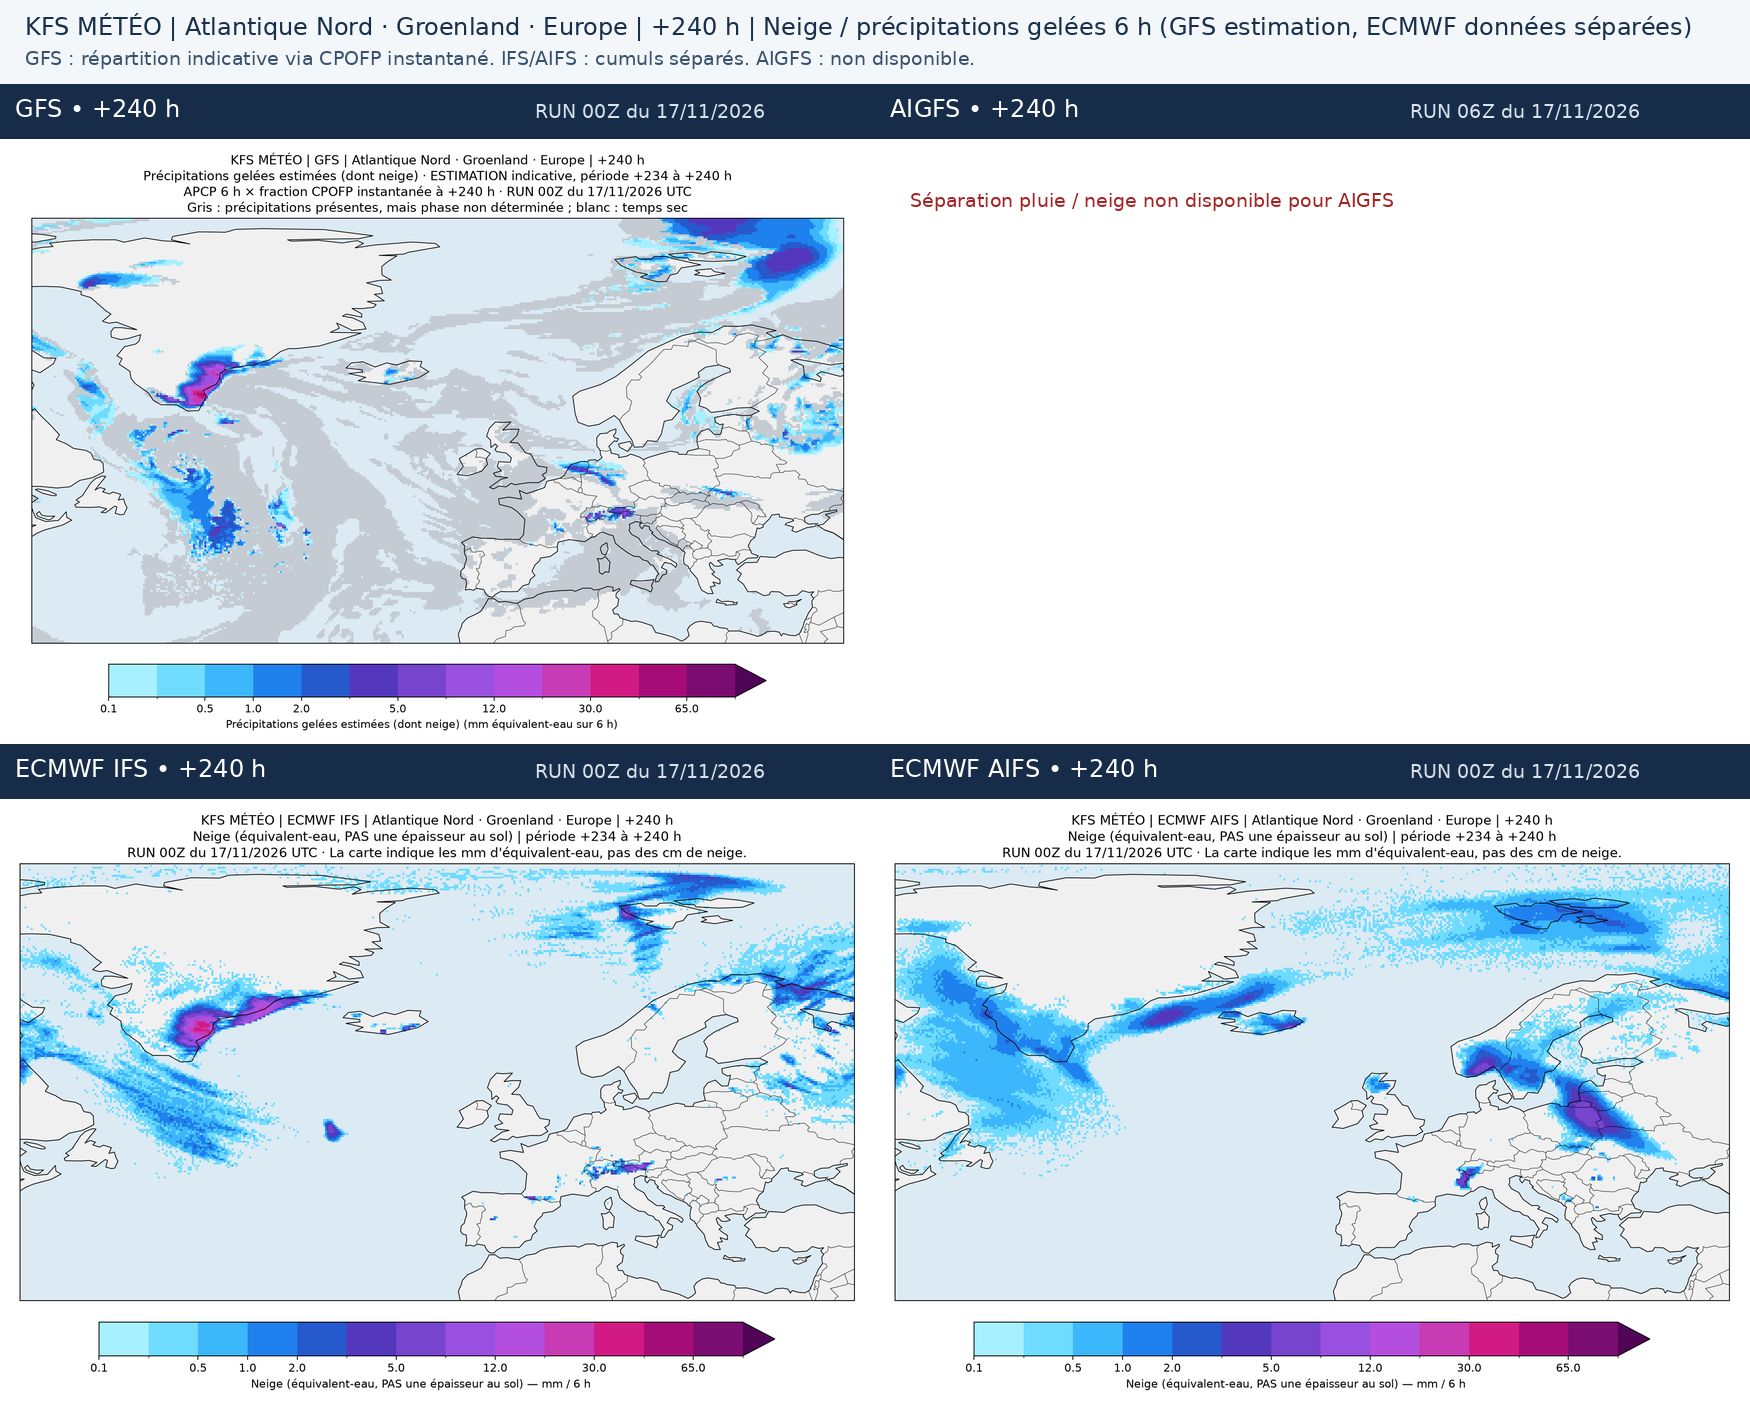 KFS MÉTÉO | Atlantique Nord · Groenland · Europe | +240 h | Neige / précipitations gelées 6 h (GFS estimation, ECMWF données séparées)
GFS : répartition indicative via CPOFP instantané. IFS/AIFS : cumuls séparés. AIGFS : non disponible.
GFS • +240 h
RUN 00Z du 17/11/2026
AIGFS • +240 h
RUN 06Z du 17/11/2026
KFS MÉTÉO | GFS | Atlantique Nord · Groenland · Europe | +240 h
Précipitations gelées estimées (dont neige) · ESTIMATION indicative, période +234 à +240 h
APCP 6 h × fraction CPOFP instantanée à +240 h · RUN 00Z du 17/11/2026 UTC
Gris : précipitations présentes, mais phase non déterminée ; blanc : temps sec
Séparation pluie / neige non disponible pour AIGFS
0.1 0.5 1.0 2.0 5.0 12.0 30.0 65.0
Précipitations gelées estimées (dont neige) (mm équivalent-eau sur 6 h)
ECMWF IFS • +240 h
RUN 00Z du 17/11/2026
ECMWF AIFS • +240 h
RUN 00Z du 17/11/2026
KFS MÉTÉO | ECMWF IFS | Atlantique Nord · Groenland · Europe | +240 h
Neige (équivalent-eau, PAS une épaisseur au sol) | période +234 à +240 h
RUN 00Z du 17/11/2026 UTC · La carte indique les mm d'équivalent-eau, pas des cm de neige.
KFS MÉTÉO | ECMWF AIFS | Atlantique Nord · Groenland · Europe | +240 h
Neige (équivalent-eau, PAS une épaisseur au sol) | période +234 à +240 h
RUN 00Z du 17/11/2026 UTC · La carte indique les mm d'équivalent-eau, pas des cm de neige.
0.1 0.5 1.0 2.0 5.0 12.0 30.0 65.0
Neige (équivalent-eau, PAS une épaisseur au sol) — mm / 6 h
0.1 0.5 1.0 2.0 5.0 12.0 30.0 65.0
Neige (équivalent-eau, PAS une épaisseur au sol) — mm / 6 h